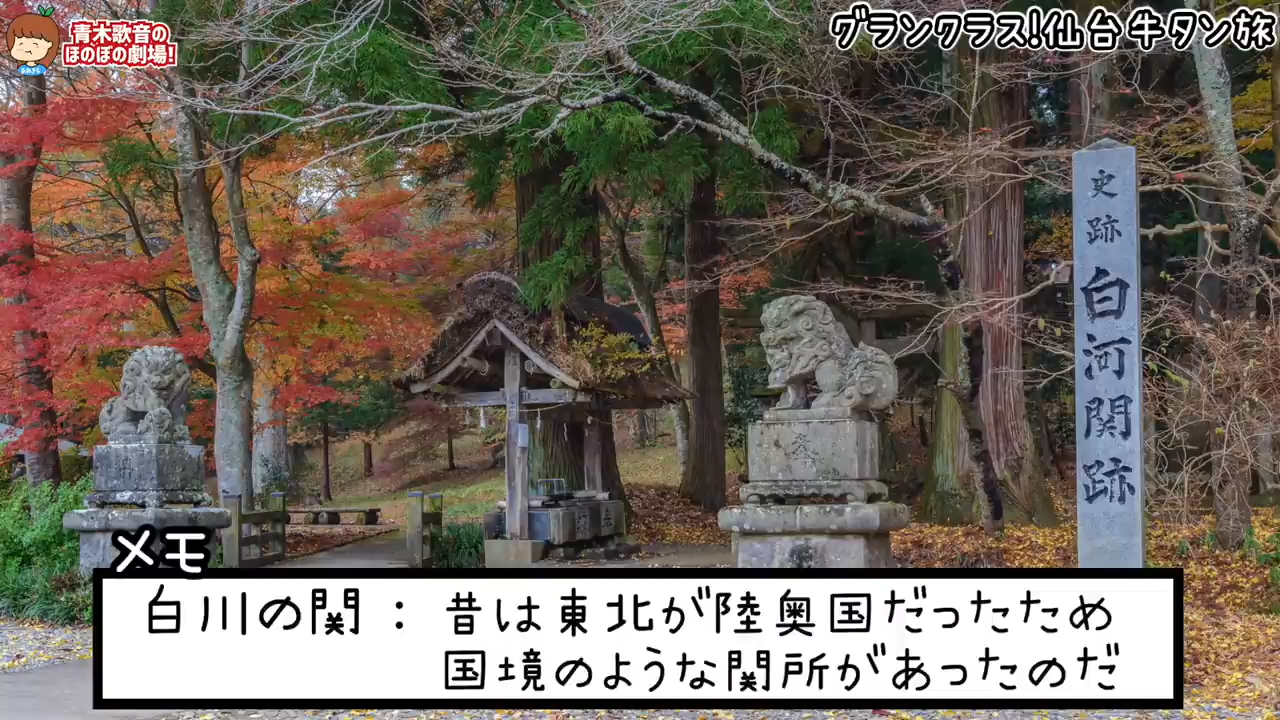 青木歌音の
ほのぼの劇場!
グランクラス!仙台牛タン旅
史跡
白河関跡
メモ
白川の関 : 昔は東北が陸奥国だったため
国境のような関所があったのだ